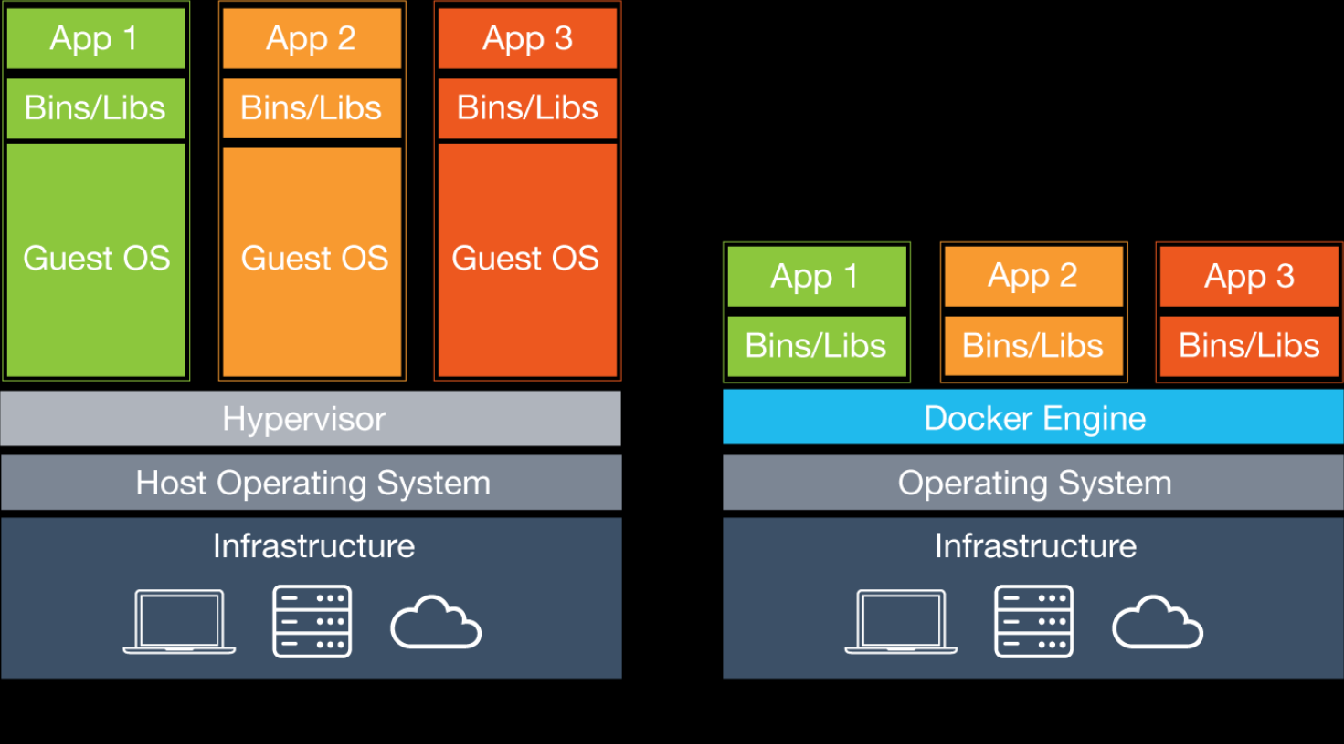 App 1
App 2
App 3
Bins/Libs
Bins/Libs
Bins/Libs
Guest OS
Guest OS
Guest OS
Hypervisor
Host Operating System
Infrastructure
App 1
App 2
App 3
Bins/Libs
Bins/Libs
Bins/Libs
Docker Engine
Operating System
Infrastructure